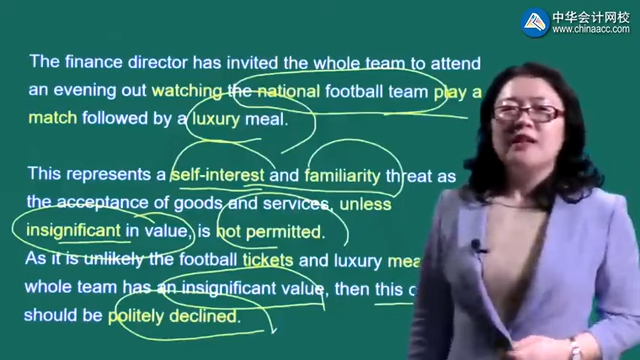 中华会计网校
www.chinaacc.com
The finance director has invited the whole team to attend
an evening out watching the national football team play a
match followed by a luxury meal.
This represents a self-interest and familiarity threat as
the acceptance of goods and services, unless
insignificant in value, is not permitted.
As it is unlikely the football tickets and luxury
whole team has an insignificant value, then this
should be politely declined.